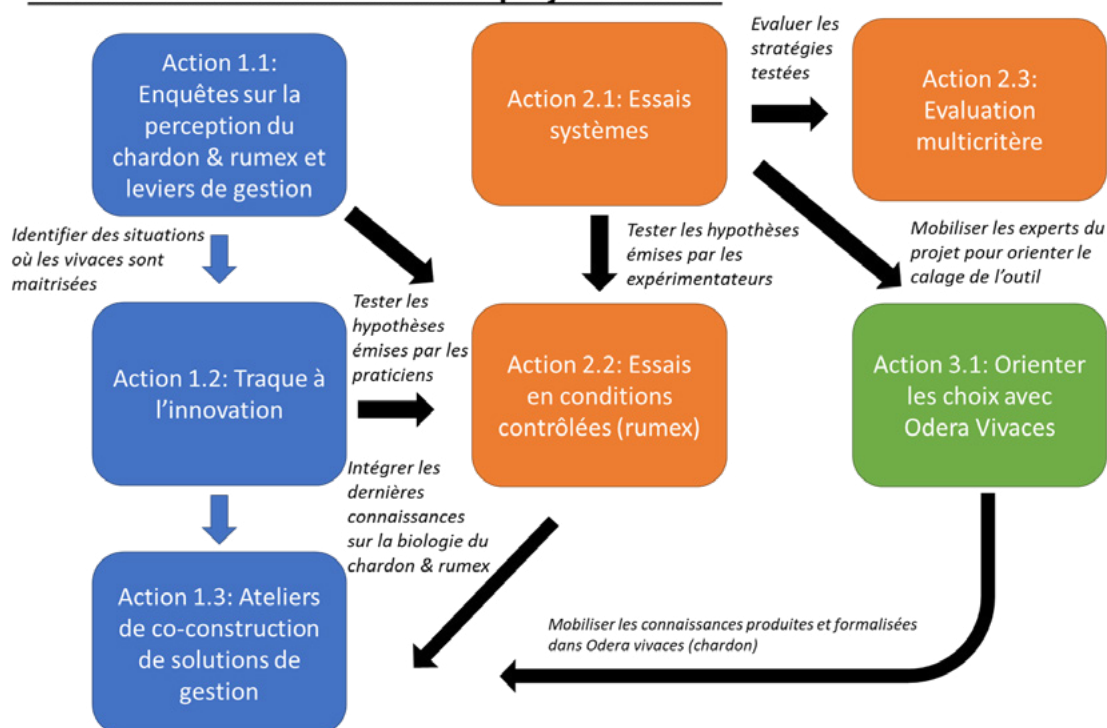 Action 1.1:
Enquêtes sur la
perception du
chardon & rumex et
leviers de gestion
Action 2.1: Essais
systèmes
Evaluer les
stratégies
testées
Action 2.3:
Evaluation
multicritère
Identifier des situations
où les vivaces sont
maitrisées
Tester les hypothèses
émises par les
expérimentateurs
Mobiliser les experts du
projet pour orienter le
calage de l'outil
Action 1.2: Traque à
l'innovation
Tester les
hypothèses
émises par les
praticiens
Action 2.2: Essais
en conditions
contrôlées (rumex)
Action 3.1: Orienter
les choix avec
Odera Vivaces
Intégrer les
dernières
connaissances
sur la biologie du
chardon & rumex
Action 1.3: Ateliers
de co-construction
de solutions de
gestion
Mobiliser les connaissances produites et formalisées
dans Odera vivaces (chardon)